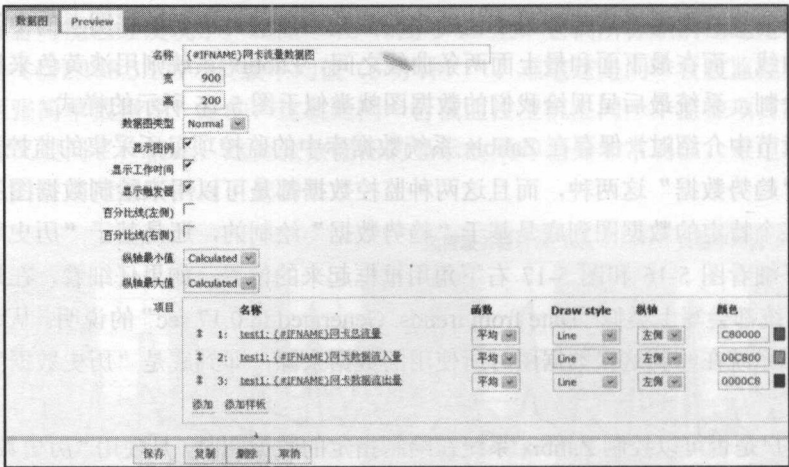 数据图 Preview
名称 {#IFNAME}网卡流量数据图
宽 900
高 200
数据图类型 Normal
显示图例
显示工作时间
显示触发器
百分比线(左侧)
百分比线(右侧)
纵轴最小值 Calculated
纵轴最大值 Calculated
项目 名称 函数 Draw style 纵轴 颜色
1: test1: {#IFNAME}网卡总流量 平均 Line 左侧 C80000
2: test1: {#IFNAME}网卡数据流入量 平均 Line 左侧 00C800
3: test1: {#IFNAME}网卡数据流出量 平均 Line 左侧 0000C8
添加 添加样板
保存 复制 删除 取消